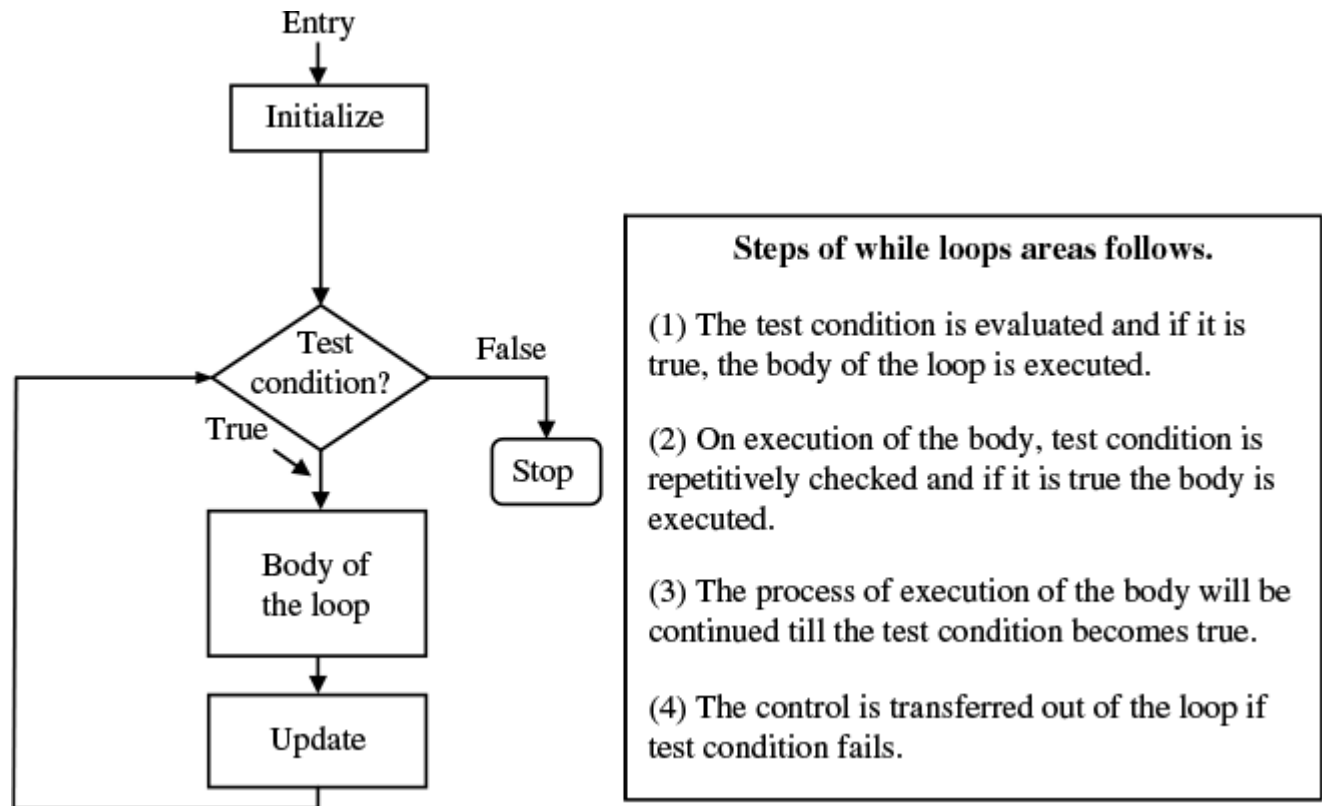 Entry
Initialize
Test
condition?
False
True
Stop
Body of
the loop
Update
Steps of while loops areas follows.
(1) The test condition is evaluated and if it is
true, the body of the loop is executed.
(2) On execution of the body, test condition is
repetitively checked and if it is true the body is
executed.
(3) The process of execution of the body will be
continued till the test condition becomes true.
(4) The control is transferred out of the loop if
test condition fails.